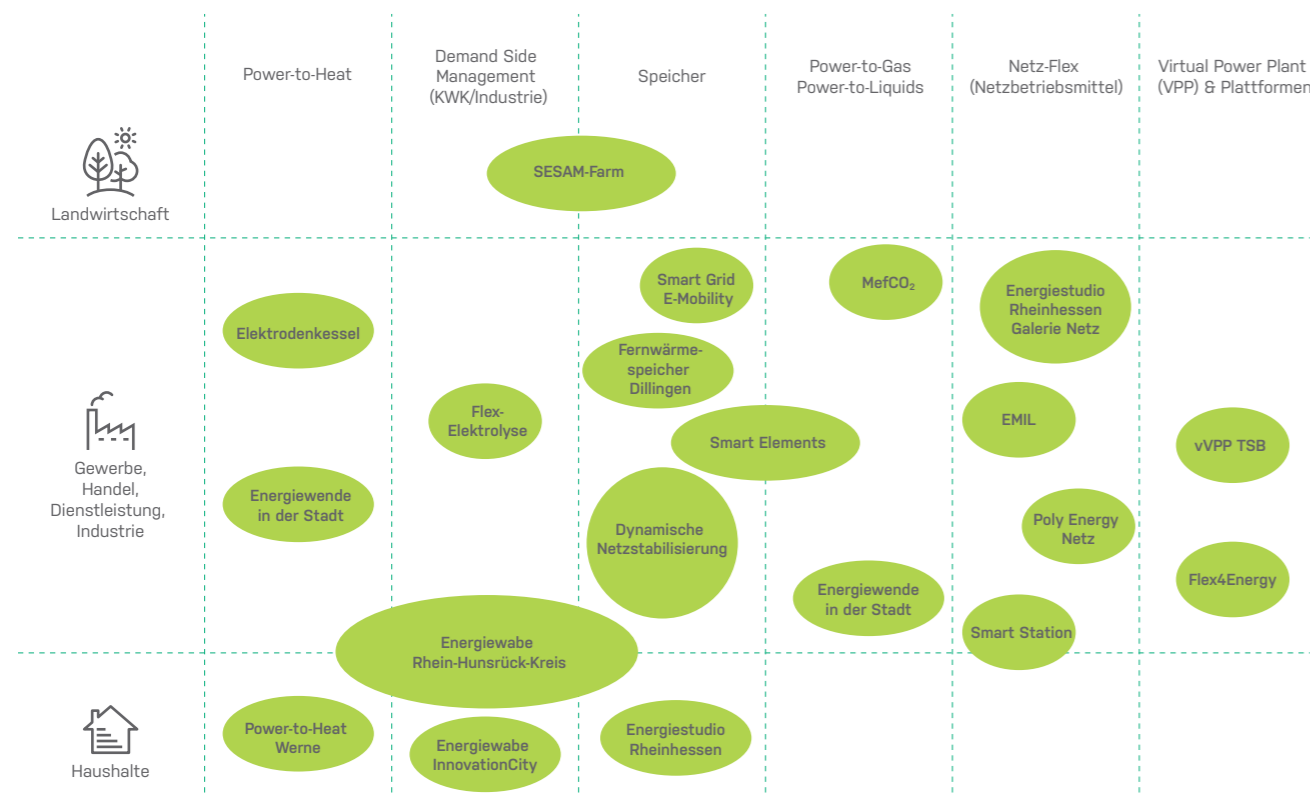 Power-to-Heat
Demand Side
Management
(KWK/Industrie)
Speicher
Power-to-Gas
Power-to-Liquids
Netz-Flex
(Netzbetriebsmittel)
Virtual Power Plant
(VPP) & Plattformen
Landwirtschaft
SESAM-Farm
Gewerbe,
Handel,
Dienstleistung,
Industrie
Elektrodenkessel
Energiewende
in der Stadt
Flex-
Elektrolyse
Smart Grid
E-Mobility
Fernwärme-
speicher
Dillingen
Smart Elements
Dynamische
Netzstabilisierung
MefCO₂
Energiewende
in der Stadt
Energiestudio
Rheinhessen
Galerie Netz
EMIL
Poly Energy
Netz
Smart Station
vVPP TSB
Flex4Energy
Energiewabe
Rhein-Hunsrück-Kreis
Haushalte
Power-to-Heat
Werne
Energiewabe
InnovationCity
Energiestudio
Rheinhessen